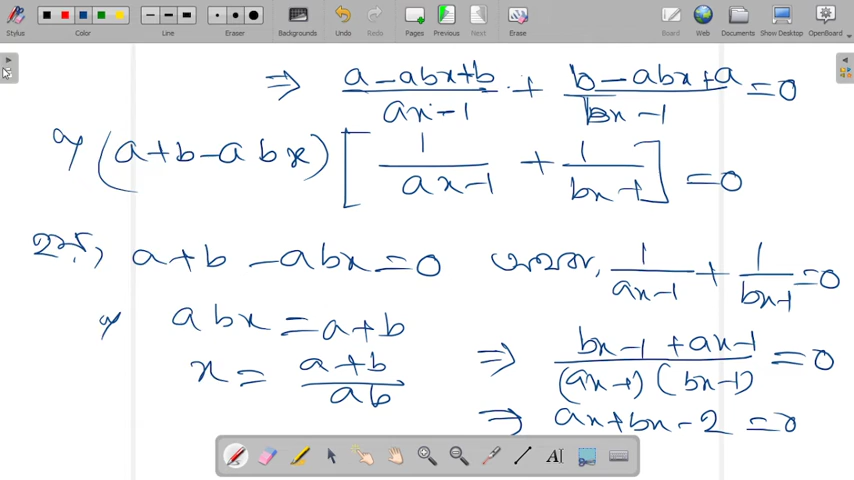 Stylus Color Line Eraser Backgrounds Undo Redo Pages Previous Next Erase Board Web Documents Show Desktop OpenBoard
⇒ (a-abx+b)/(ax-1) + (b-abx+a)/(bx-1) = 0
(a+b-abx) [ 1/(ax-1) + 1/(bx-1) ] = 0
হয়, a+b-abx=0 অথবা, 1/(ax-1) + 1/(bx-1) = 0
abx = a+b ⇒ (bx-1+ax-1)/((ax-1)(bx-1)) = 0
x = (a+b)/(ab) ⇒ ax+bx-2=0